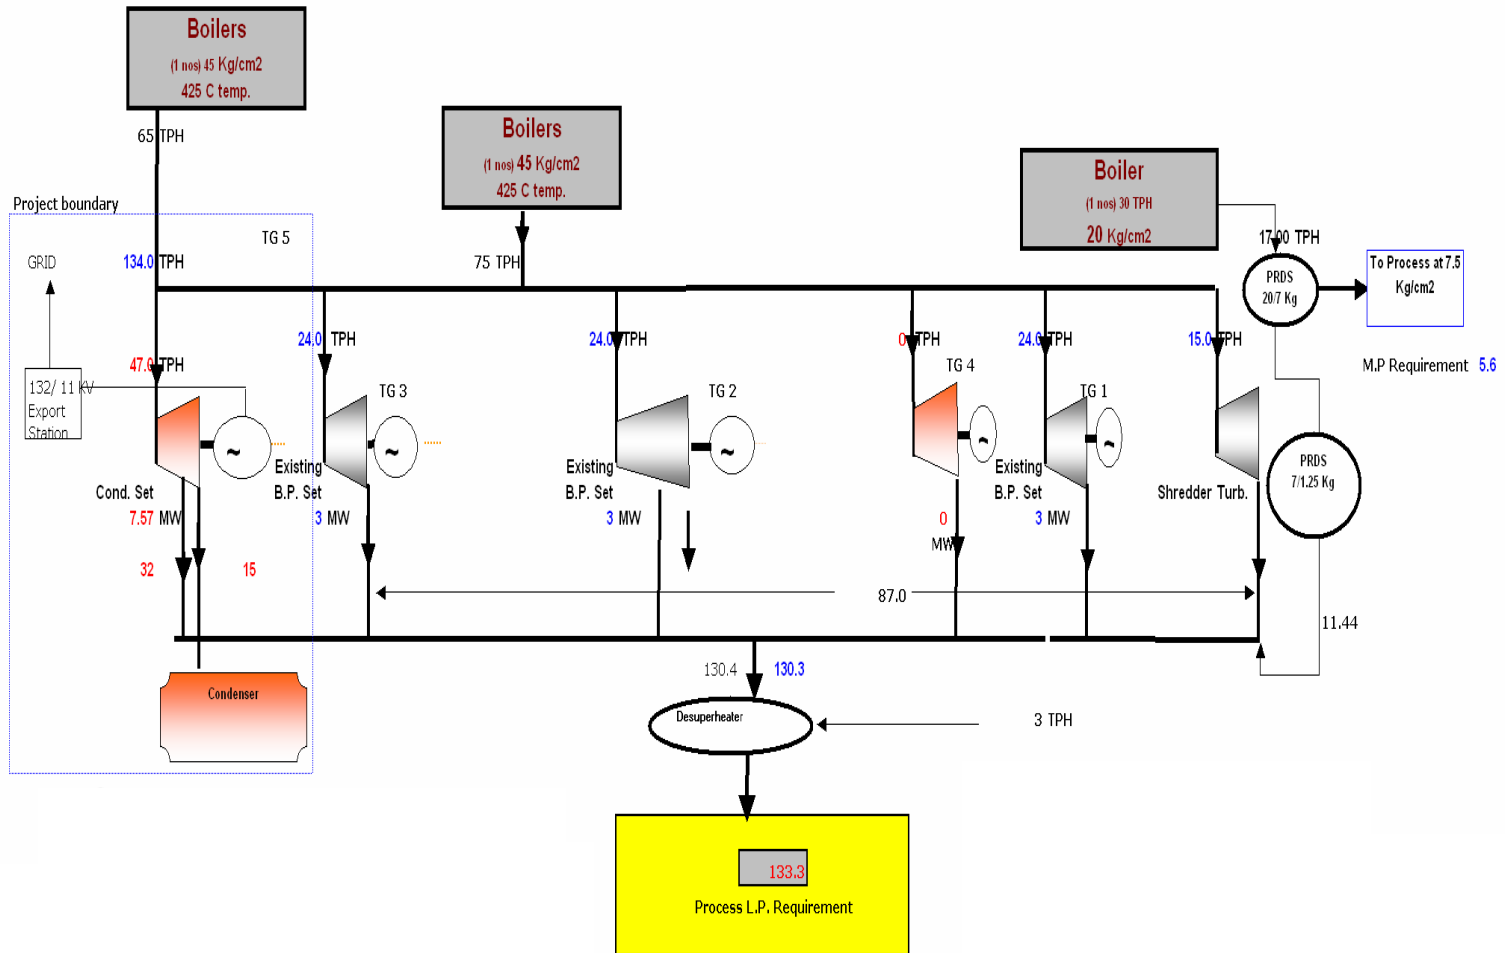 Boilers
(1 nos) 45 Kg/cm2
425 C temp.
65 TPH
Boilers
(1 nos) 45 Kg/cm2
425 C temp.
75 TPH
Boiler
(1 nos) 30 TPH
20 Kg/cm2
17.00 TPH
PRDS
20/7 Kg
To Process at 7.5
Kg/cm2
M.P Requirement 5.6
Project boundary
TG 5
GRID
134.0 TPH
47.0 TPH
24.0 TPH
24.0 TPH
0 TPH
24.0 TPH
15.0 TPH
132/ 11 KV
Export
Station
TG 3
TG 2
TG 4
TG 1
~
~
~
~
~
Cond. Set
7.57 MW
Existing
B.P. Set
3 MW
Existing
B.P. Set
3 MW
0
MW
Existing
B.P. Set
3 MW
Shredder Turb.
PRDS
7/1.25 Kg
32
15
87.0
11.44
Condenser
130.4
130.3
Desuperheater
3 TPH
133.3
Process L.P. Requirement